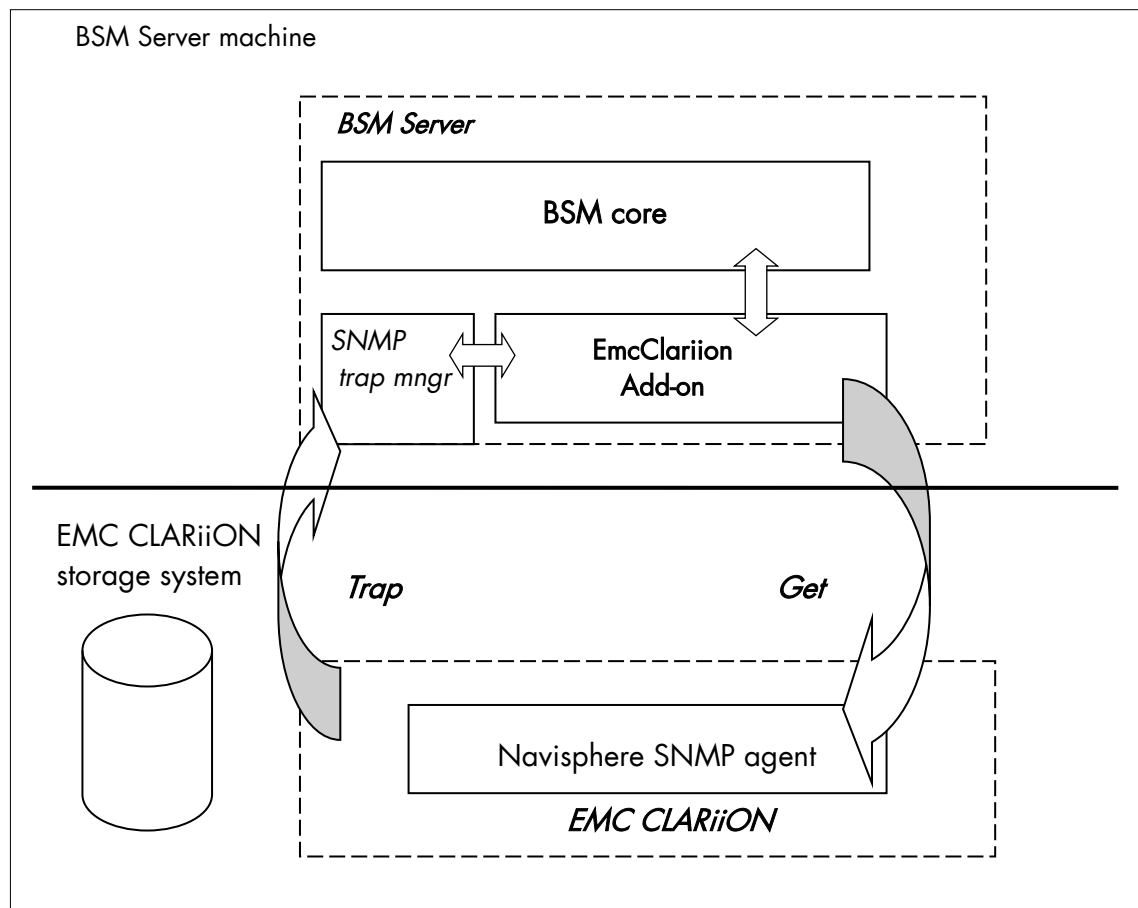 BSM Server machine
BSM Server
BSM core
SNMP
trap mngr
EmcClariion
Add-on
EMC CLARiiON
storage system
Trap
Get
Navisphere SNMP agent
EMC CLARiiON